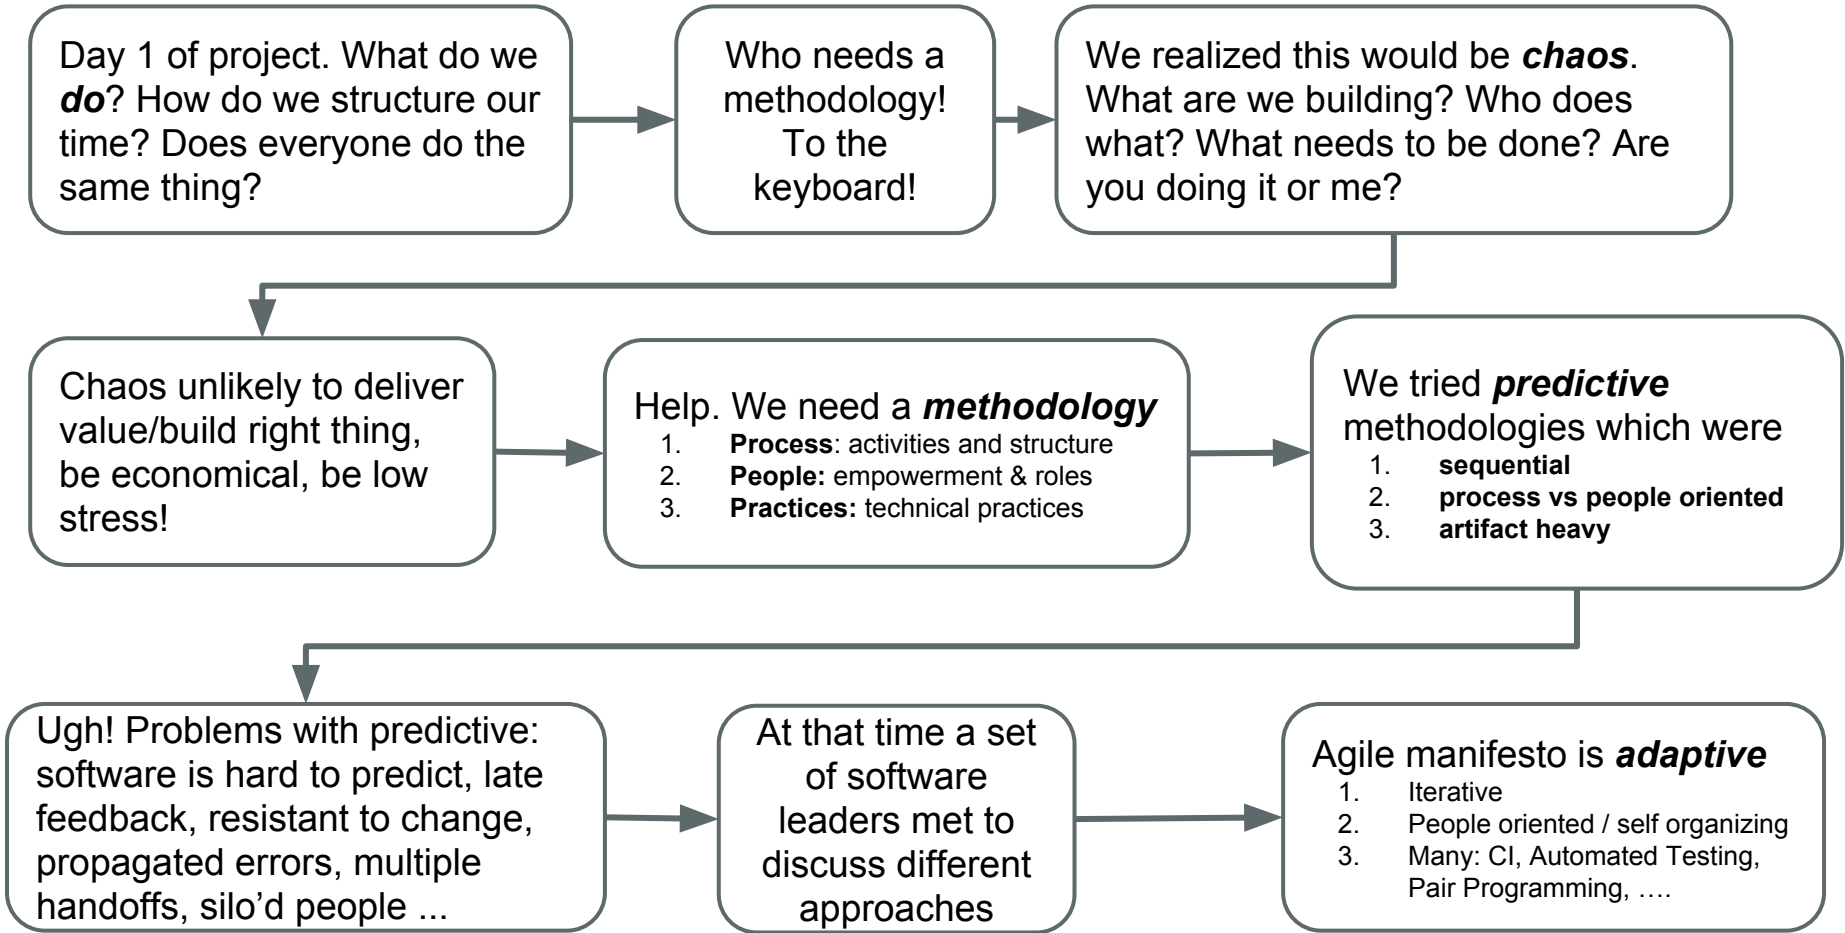 Day 1 of project. What do we
do? How do we structure our
time? Does everyone do the
same thing?
Who needs a
methodology!
To the
keyboard!
We realized this would be chaos.
What are we building? Who does
what? What needs to be done? Are
you doing it or me?
Chaos unlikely to deliver
value/build right thing,
be economical, be low
stress!
Help. We need a methodology
1. Process: activities and structure
2. People: empowerment & roles
3. Practices: technical practices
We tried predictive
methodologies which were
1. sequential
2. process vs people oriented
3. artifact heavy
Ugh! Problems with predictive:
software is hard to predict, late
feedback, resistant to change,
propagated errors, multiple
handoffs, silo’d people ...
At that time a set
of software
leaders met to
discuss different
approaches
Agile manifesto is adaptive
1. Iterative
2. People oriented / self organizing
3. Many: CI, Automated Testing,
Pair Programming, ….